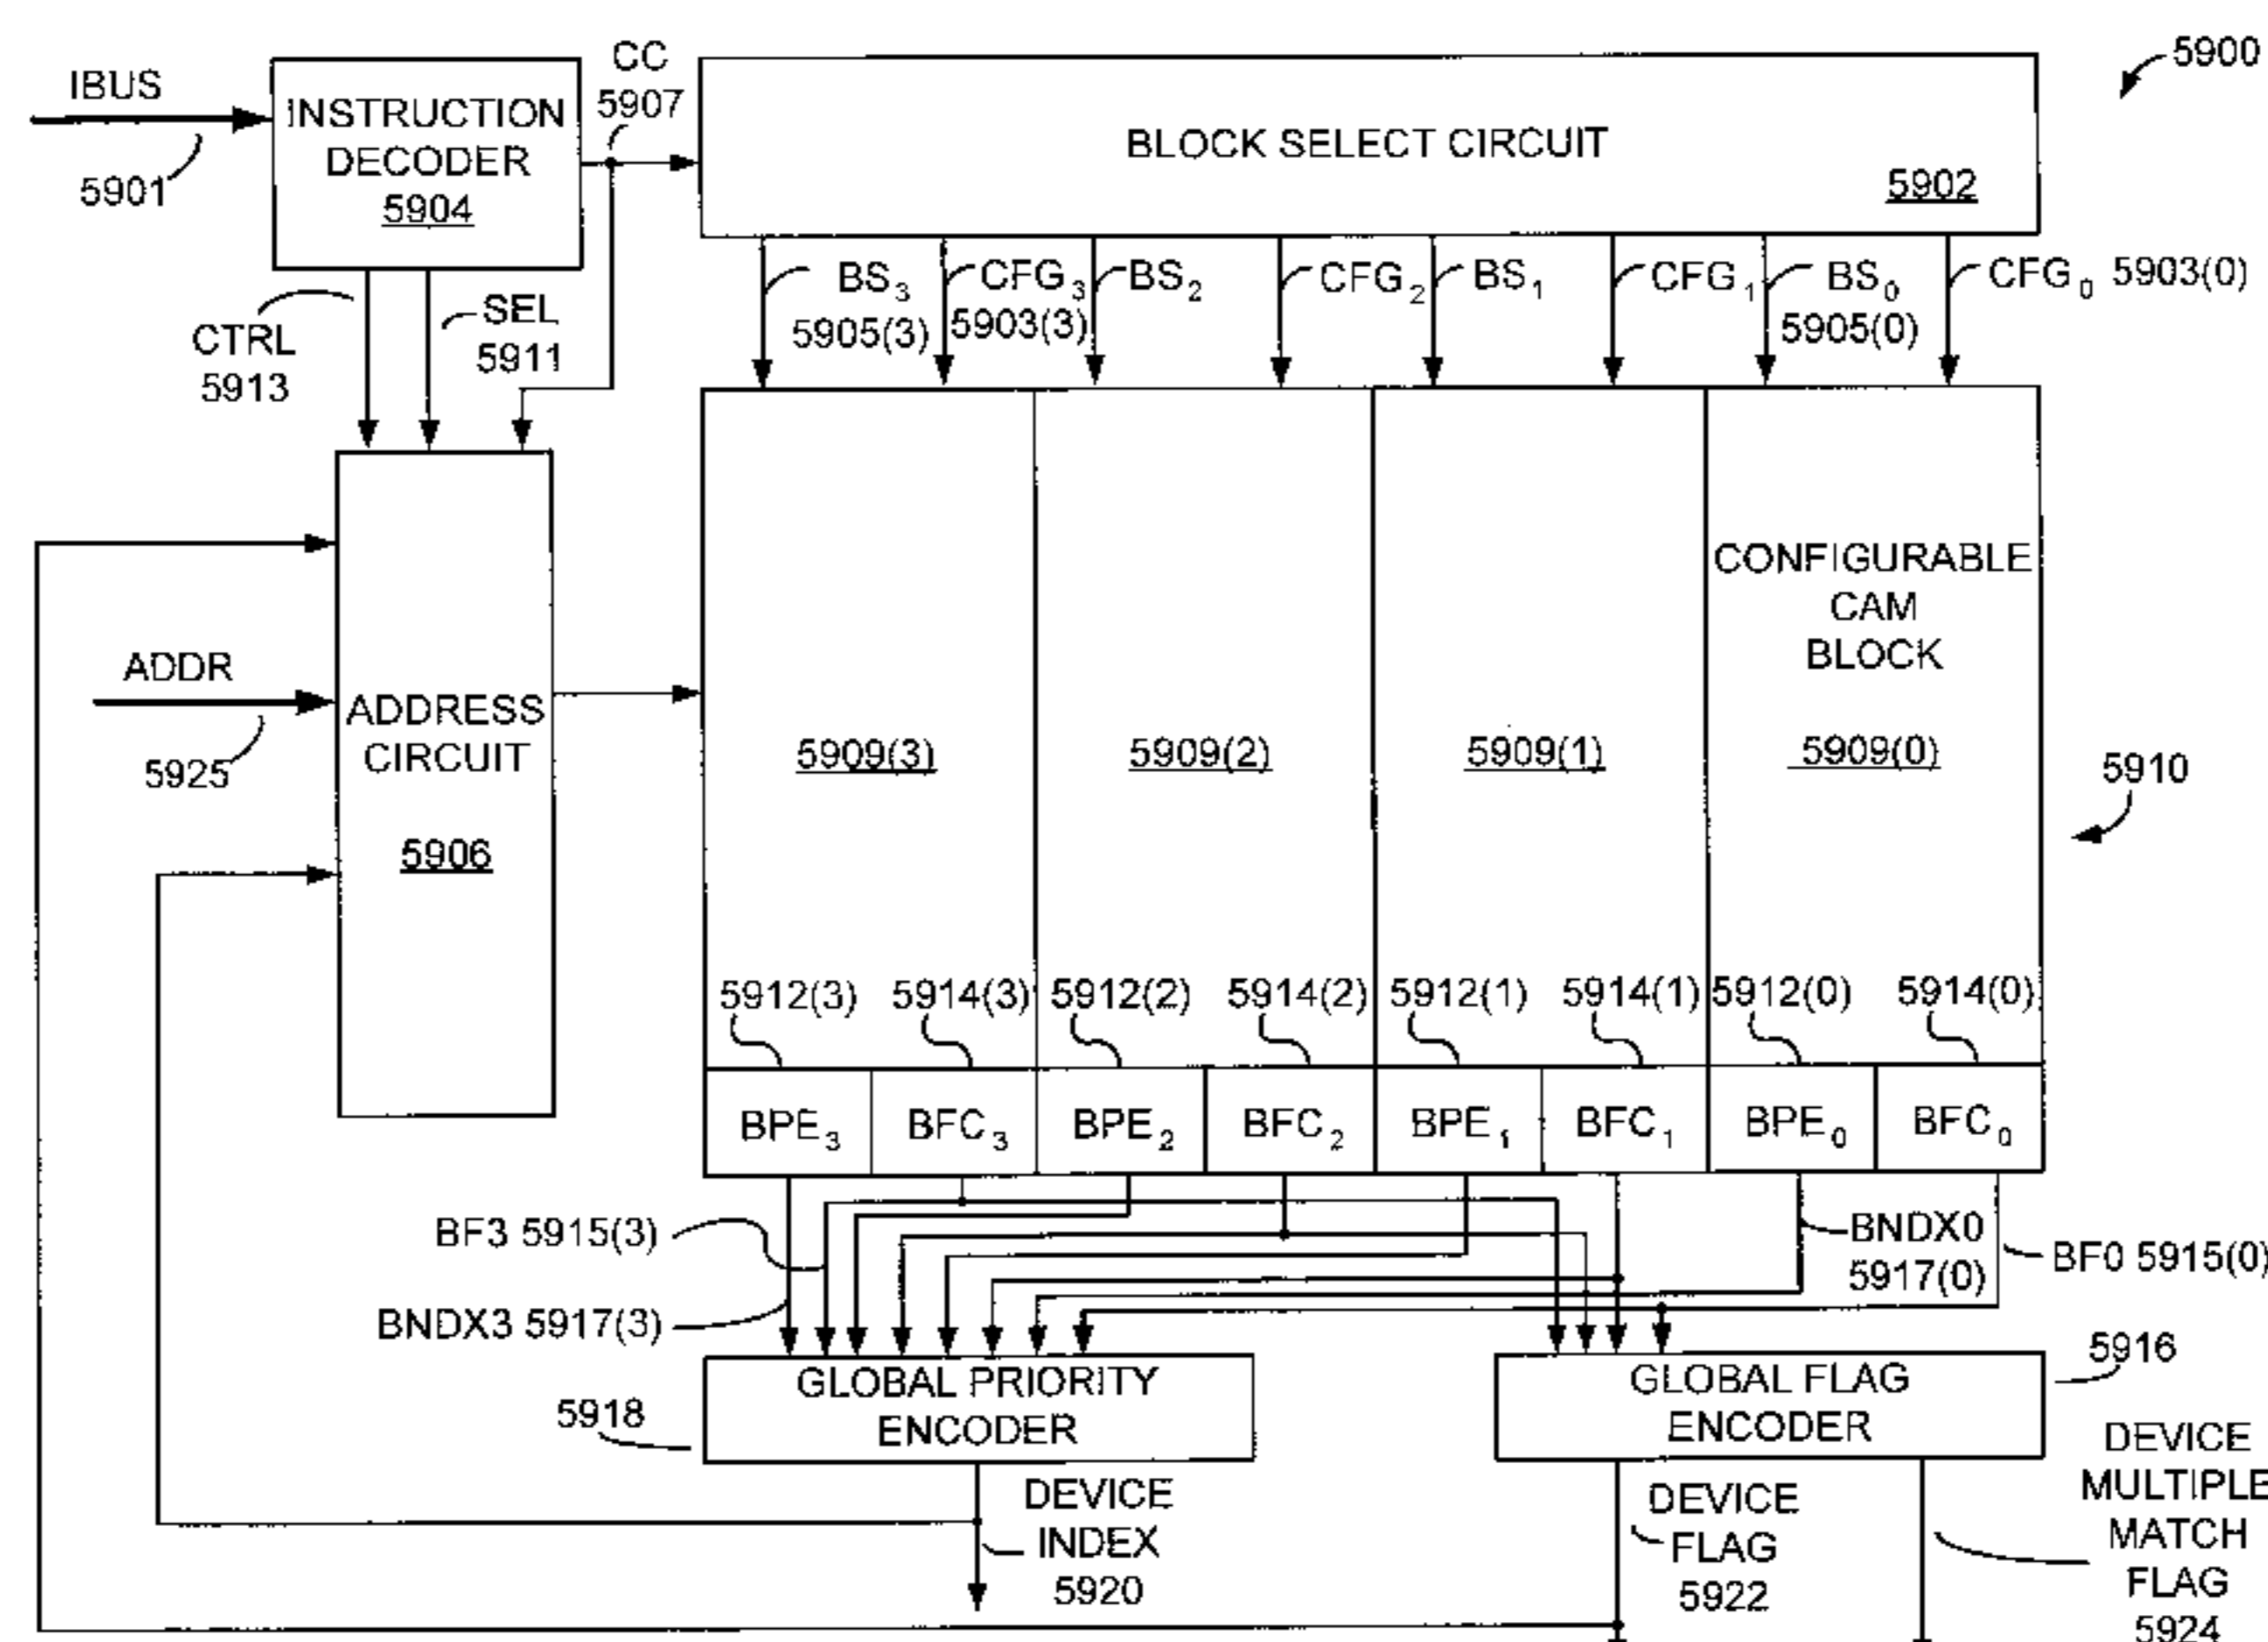 IBUS
5901
INSTRUCTION
DECODER
5904
CC
5907
BLOCK SELECT CIRCUIT
5902
5900
CTRL
5913
SEL
5911
BS3
5905(3)
CFG3
5903(3)
BS2
CFG2
BS1
CFG1
BS0
5905(0)
CFG0 5903(0)
ADDR
5925
ADDRESS
CIRCUIT
5906
5909(3)
5909(2)
5909(1)
CONFIGURABLE
CAM
BLOCK
5909(0)
5910
5912(3)
5914(3)
5912(2)
5914(2)
5912(1)
5914(1)
5912(0)
5914(0)
BPE3
BFC3
BPE2
BFC2
BPE1
BFC1
BPE0
BFC0
BF3 5915(3)
BNDX3 5917(3)
BNDX0
5917(0)
BF0 5915(0)
GLOBAL PRIORITY
ENCODER
5918
GLOBAL FLAG
ENCODER
5916
DEVICE
INDEX
5920
DEVICE
FLAG
5922
DEVICE
MULTIPLE
MATCH
FLAG
5924